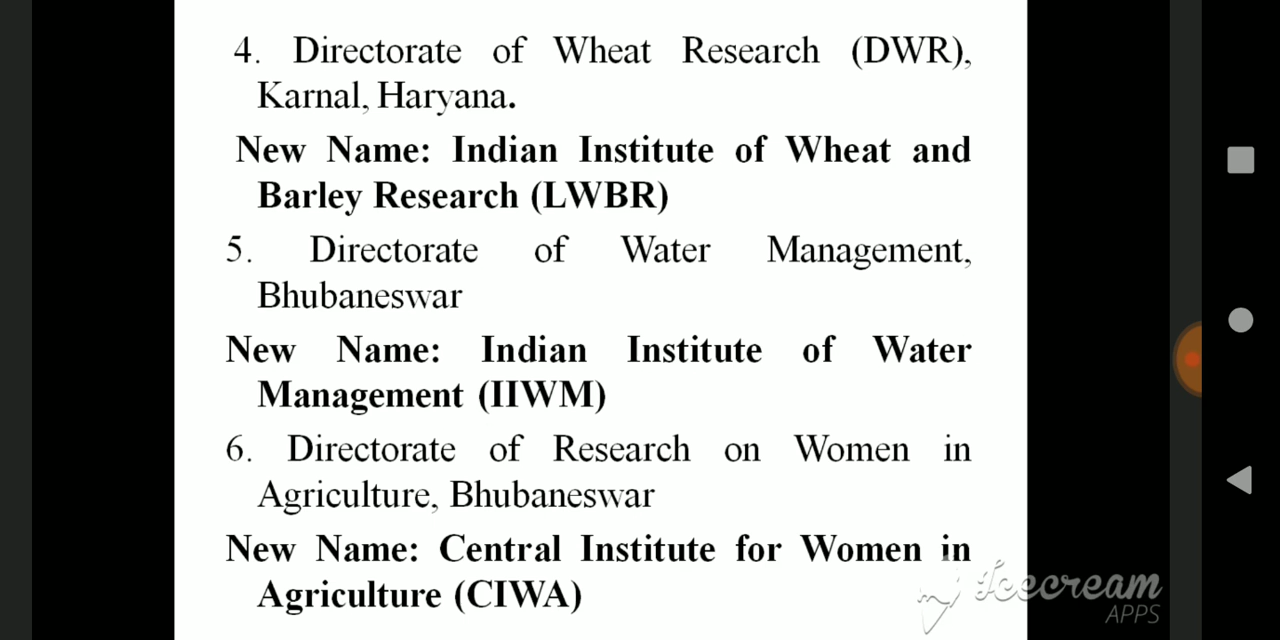 4. Directorate of Wheat Research (DWR),
Karnal, Haryana.
New Name: Indian Institute of Wheat and
Barley Research (LWBR)
5. Directorate of Water Management,
Bhubaneswar
New Name: Indian Institute of Water
Management (IIWM)
6. Directorate of Research on Women in
Agriculture, Bhubaneswar
New Name: Central Institute for Women in
Agriculture (CIWA)
Icecream
APPS